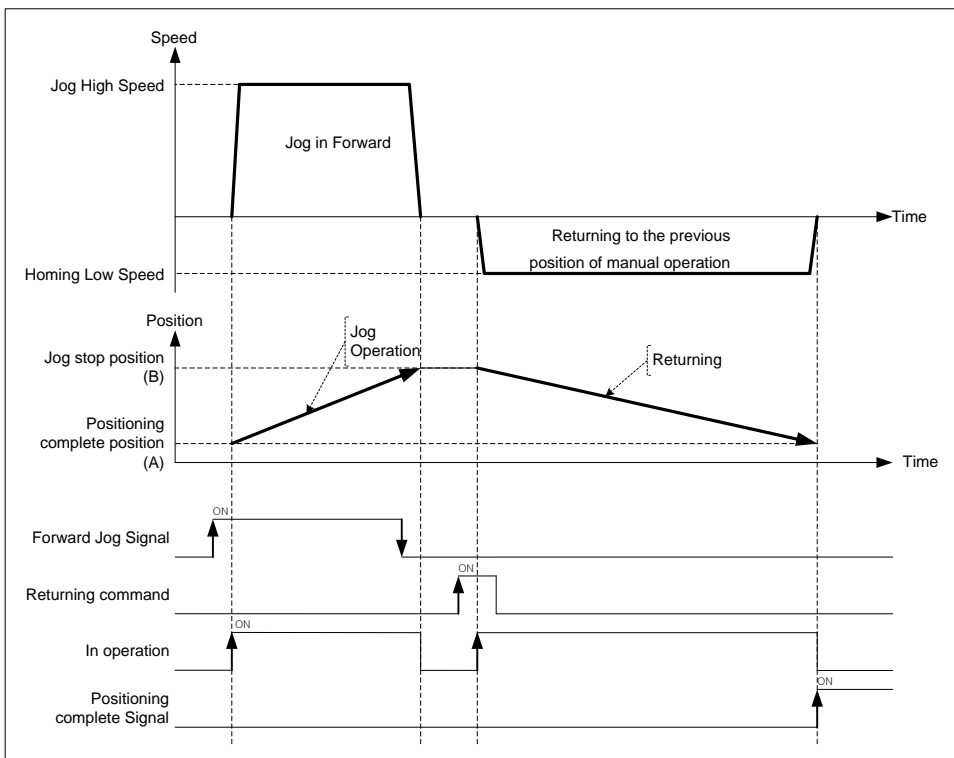 Speed
Jog High Speed
Jog in Forward
Time
Returning to the previous
position of manual operation
Homing Low Speed
Position
Jog
Operation
Jog stop position
(B)
Returning
Positioning
complete position
(A)
Time
ON
Forward Jog Signal
ON
Returning command
ON
In operation
ON
Positioning
complete Signal